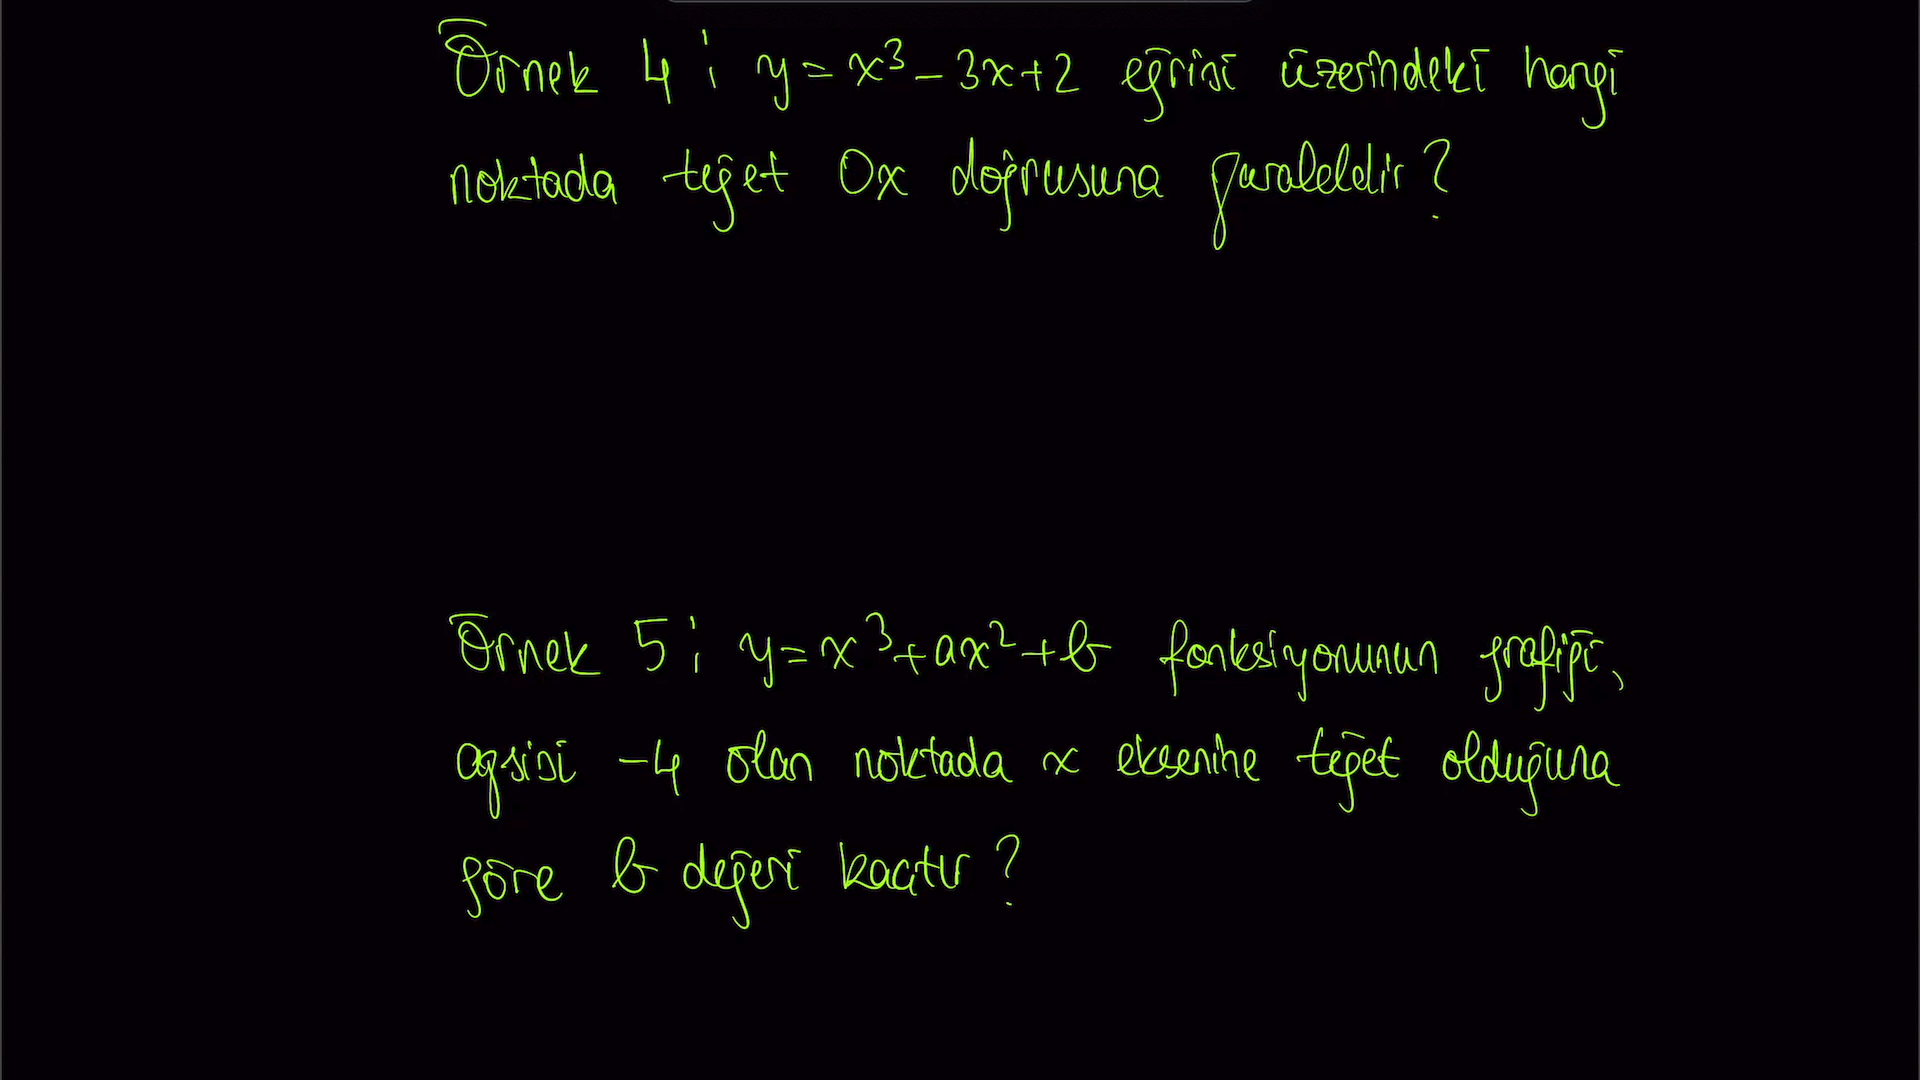 Örnek 4: y = x³ - 3x + 2 eğrisi üzerindeki hangi
noktada teğet Ox doğrusuna paraleldir?
Örnek 5: y = x³ + ax² + b fonksiyonunun grafiği,
apsisi -4 olan noktada x eksenine teğet olduğuna
göre b değeri kaçtır?